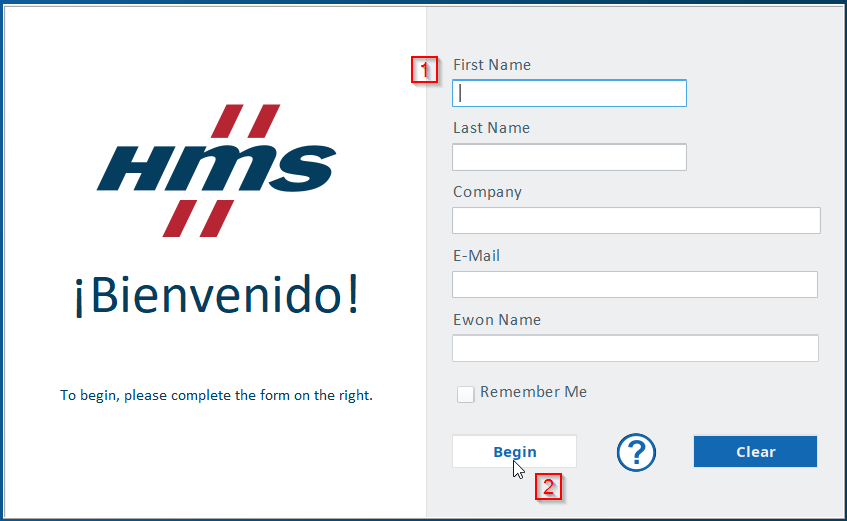 HMS
¡Bienvenido!
To begin, please complete the form on the right.
1
First Name
Last Name
Company
E-Mail
Ewon Name
Remember Me
Begin
?
Clear
2